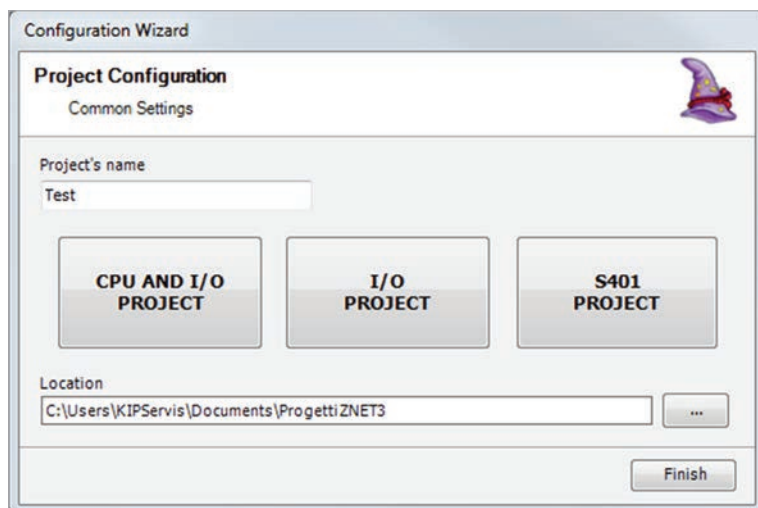 Configuration Wizard
Project Configuration
Common Settings
Project's name
Test
CPU AND I/O
PROJECT
I/O
PROJECT
S401
PROJECT
Location
C:\Users\KIPServis\Documents\ProgettiZNET3
...
Finish